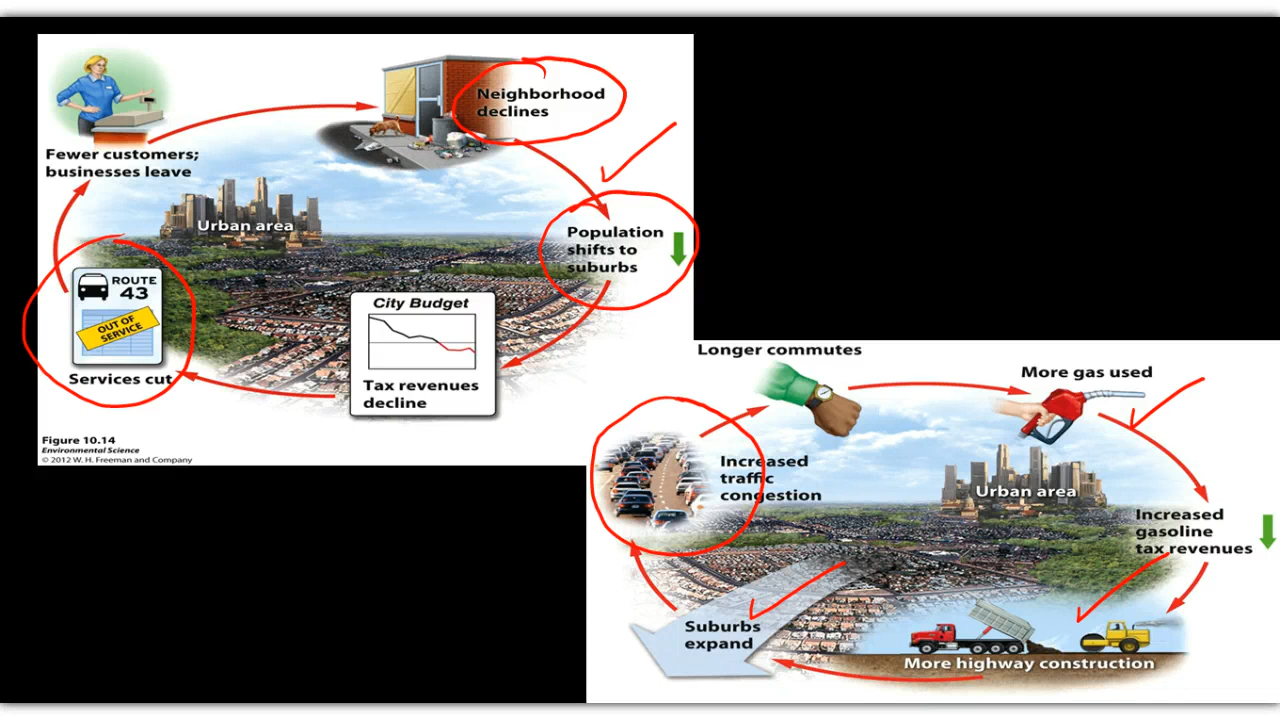 Neighborhood
declines
Fewer customers;
businesses leave
Urban area
Population
shifts to
suburbs
ROUTE
43
OUT OF
SERVICE
Services cut
City Budget
Tax revenues
decline
Figure 10.14
Environmental Science
© 2012 W. H. Freeman and Company
Longer commutes
More gas used
Increased
traffic
congestion
Urban area
Increased
gasoline
tax revenues
Suburbs
expand
More highway construction